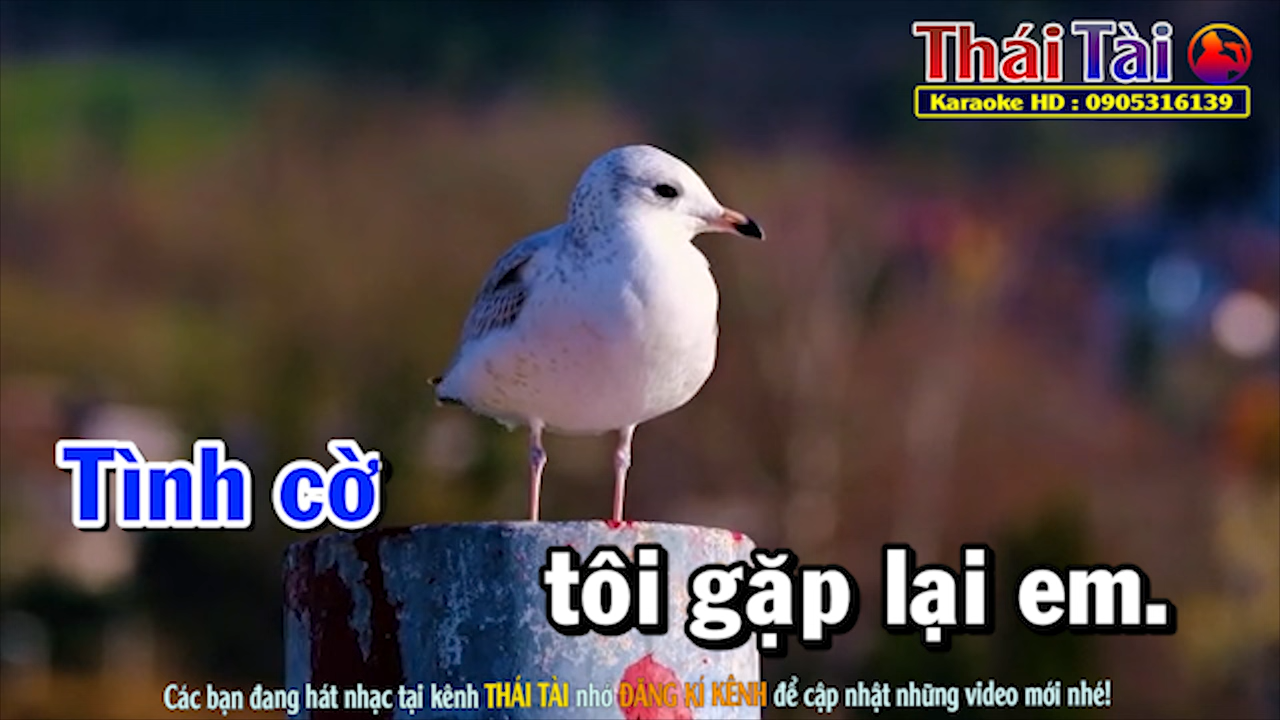 Thái Tài
Karaoke HD : 0905316139
Tình cờ
tôi gặp lại em.
Các bạn đang hát nhạc tại kênh THÁI TÀI nhớ ĐĂNG KÍ KÊNH để cập nhật những video mới nhé!